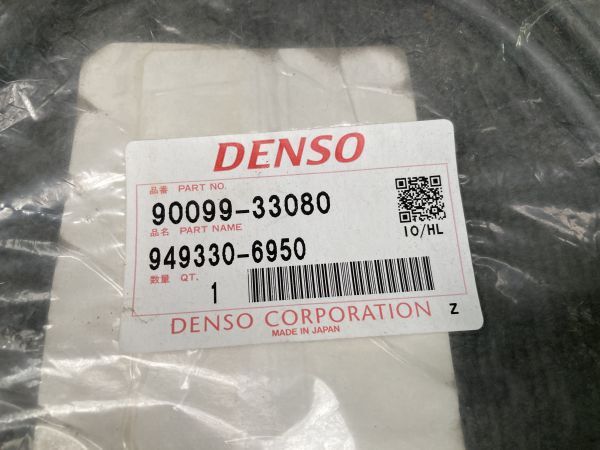 DENSO
品番 PART NO.
90099-33080
品名 PART NAME
IO/HL
949330-6950
数量 QT.
1
DENSO CORPORATION
MADE IN JAPAN
Z